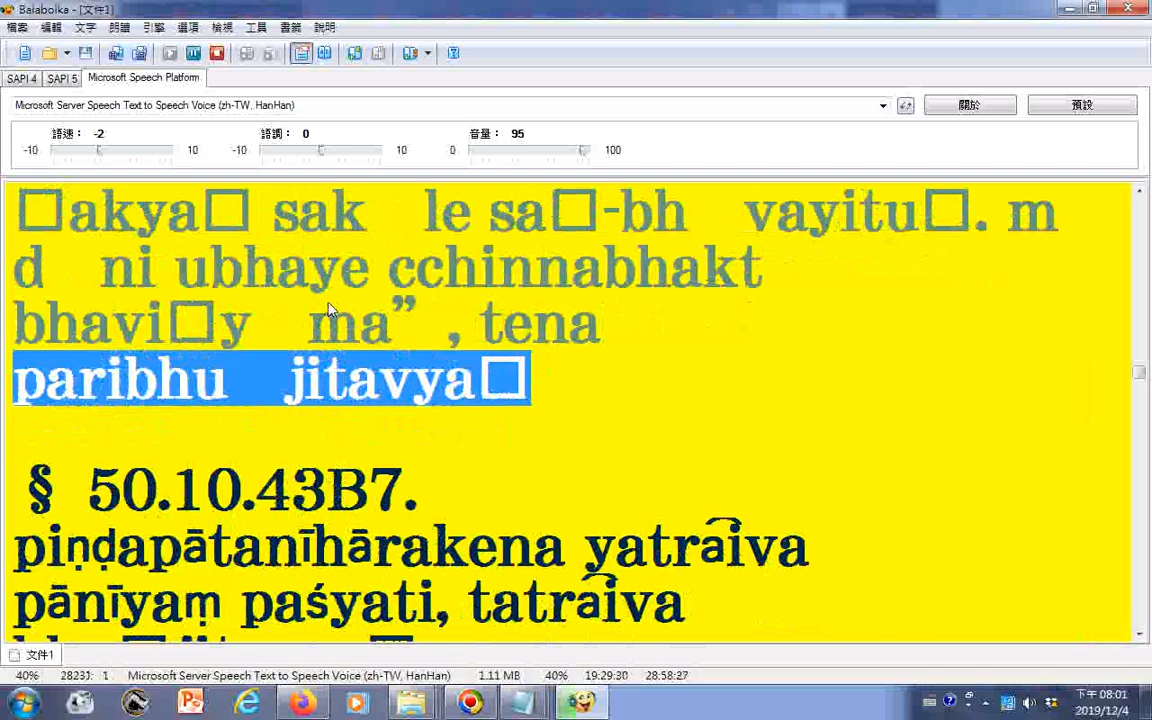 Balabolka - [文件1]
檔案 編輯 文字 朗讀 引擎 選項 檢視 工具 書籤 說明
SAPI 4 SAPI 5 Microsoft Speech Platform
Microsoft Server Speech Text to Speech Voice (zh-TW, HanHan) 關於 預設
語速： -2 語調： 0 音量： 95
-10 10 -10 10 0 100
□akya□ sak le sa□-bh vayitu□. m
d ni ubhaye cchinnabhakt
bhavi□y ma” , tena
paribhu jitavya□
§ 50.10.43B7.
piṇḍapātanīhārakena yatra͡iva
pānīyaṃ paśyati, tatra͡iva
文件1
40% 28231: 1 Microsoft Server Speech Text to Speech Voice (zh-TW, HanHan) 1.11 MB 40% 19:29:30 28:58:27
下午 08:01
2019/12/4